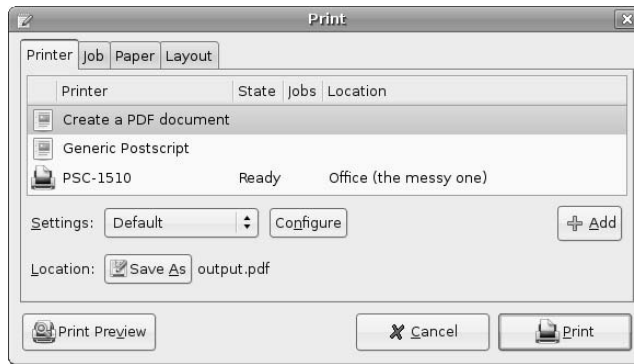 Print
Printer Job Paper Layout
Printer State Jobs Location
Create a PDF document
Generic Postscript
PSC-1510 Ready Office (the messy one)
Settings: Default Configure Add
Location: Save As output.pdf
Print Preview Cancel Print